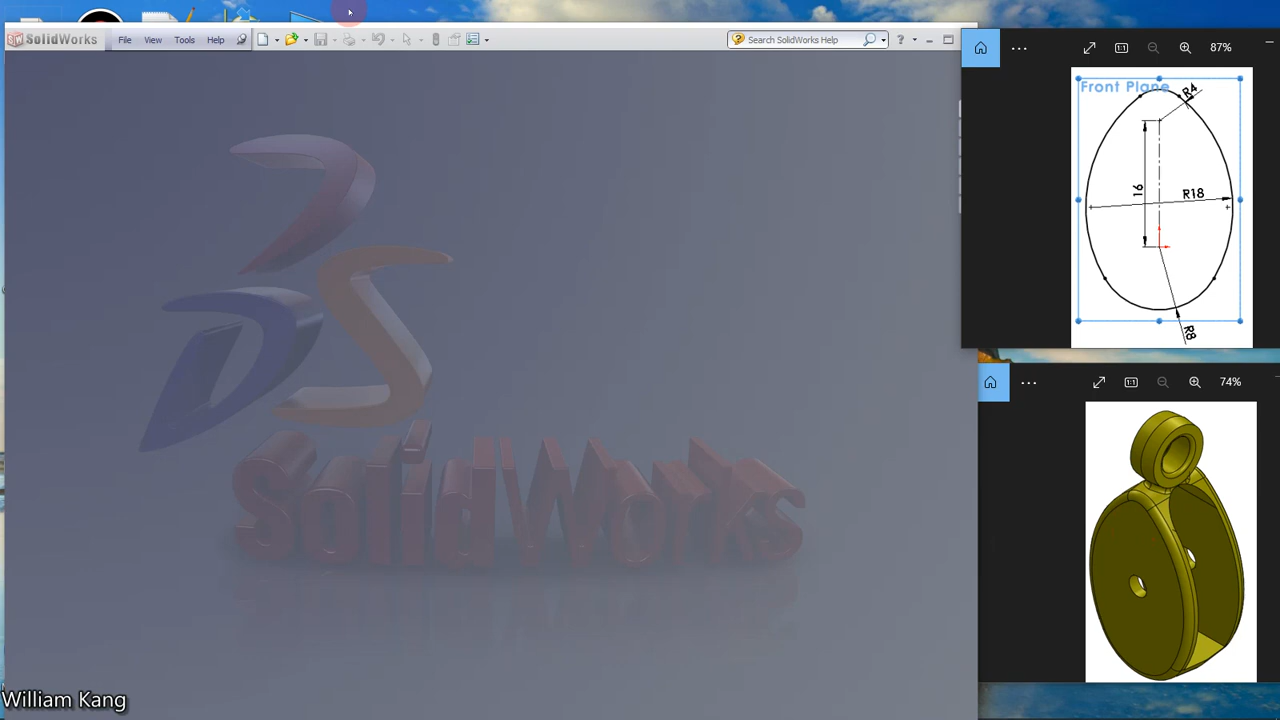 SolidWorks File View Tools Help Search SolidWorks Help ?
87%
Front Plane
R4
16
R18
R8
74%
SolidWorks
William Kang